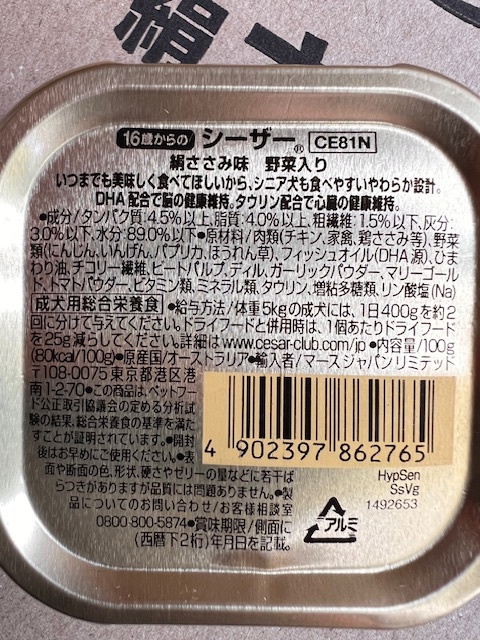 絹
16歳からの シーザー® CE81N
絹ささみ味 野菜入り
いつまでも美味しく食べてほしいから、シニア犬も食べやすいやわらか設計。
DHA配合で脳の健康維持。タウリン配合で心臓の健康維持。
●成分/タンパク質:4.5%以上、脂質:4.0%以上、粗繊維:1.5%以下、灰分:
3.0%以下、水分:89.0%以下●原材料/肉類(チキン、家禽、鶏ささみ等)、野菜
類(にんじん、いんげん、パプリカ、ほうれん草)、フィッシュオイル(DHA源)、ひま
わり油、チコリー繊維、ビートパルプ、ディル、ガーリックパウダー、マリーゴール
ド、トマトパウダー、ビタミン類、ミネラル類、タウリン、増粘多糖類、リン酸塩(Na)
成犬用総合栄養食 ●給与方法/体重5kgの成犬には、1日400gを約2
回に分けて与えてください。ドライフードと併用時は、1個あたりドライフード
を25g減らしてください。詳細はwww.cesar-club.com/jp●内容量/100g
(80kcal/100g)●原産国/オーストラリア●輸入者/マースジャパンリミテッド
〒108-0075 東京都港区港
南1-2-70●この商品は、ペットフー
ド公正取引協議会の定める分析試
験の結果、総合栄養食の基準を満た
すことが証明されています。●開封
後はお早めにご使用ください。●表
面や断面の色、形状、硬さやゼリーの量などに若干ば
らつきがありますが品質には問題ありません。●製
品についてのお問い合わせ/お客様相談室
0800-800-5874●賞味期限/側面に
(西暦下2桁)年月日を記載。
4 902397 862765
HypSen
SsVg
1492653
アルミ